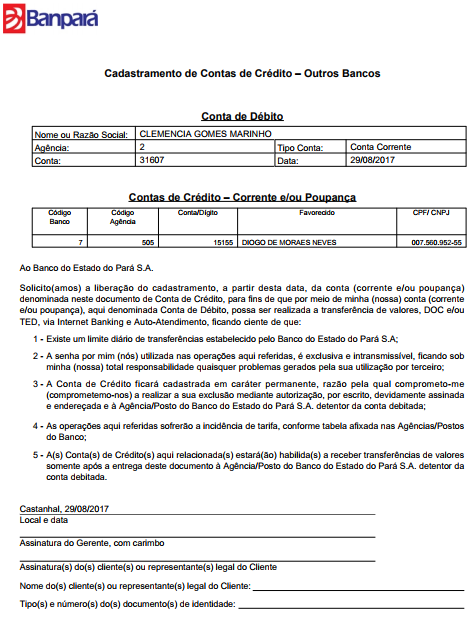 Banpará
Cadastramento de Contas de Crédito – Outros Bancos
Conta de Débito
Nome ou Razão Social: CLEMENCIA GOMES MARINHO
Agência: 2 Tipo Conta: Conta Corrente
Conta: 31607 Data: 29/08/2017
Contas de Crédito – Corrente e/ou Poupança
Código Banco Código Agência Conta/Dígito Favorecido CPF/ CNPJ
7 505 15155 DIOGO DE MORAES NEVES 007.560.952-55
Ao Banco do Estado do Pará S.A.
Solicito(amos) a liberação do cadastramento, a partir desta data, da conta (corrente e/ou poupança)
denominada neste documento de Conta de Crédito, para fins de que por meio de minha (nossa) conta (corrente
e/ou poupança), aqui denominada Conta de Débito, possa ser realizada a transferência de valores, DOC e/ou
TED, via Internet Banking e Auto-Atendimento, ficando ciente de que:
1 - Existe um limite diário de transferências estabelecido pelo Banco do Estado do Pará S.A;
2 - A senha por mim (nós) utilizada nas operações aqui referidas, é exclusiva e intransmissível, ficando sob
minha (nossa) total responsabilidade quaisquer problemas gerados pela sua utilização por terceiro;
3 - A Conta de Crédito ficará cadastrada em caráter permanente, razão pela qual comprometo-me
(comprometemo-nos) a realizar a sua exclusão mediante autorização, por escrito, devidamente assinada
e endereçada e à Agência/Posto do Banco do Estado do Pará S.A. detentor da conta debitada;
4 - As operações aqui referidas sofrerão a incidência de tarifa, conforme tabela afixada nas Agências/Postos
do Banco;
5 - A(s) Conta(s) de Crédito(s) aqui relacionada(s) estará(ão) habilida(s) a receber transferências de valores
somente após a entrega deste documento à Agência/Posto do Banco do Estado do Pará S.A. detentor da
conta debitada.
Castanhal, 29/08/2017
Local e data
Assinatura do Gerente, com carimbo
Assinatura(s) do(s) cliente(s) ou representante(s) legal do Cliente
Nome do(s) cliente(s) ou representante(s) legal do Cliente:
Tipo(s) e número(s) do(s) documento(s) de identidade: